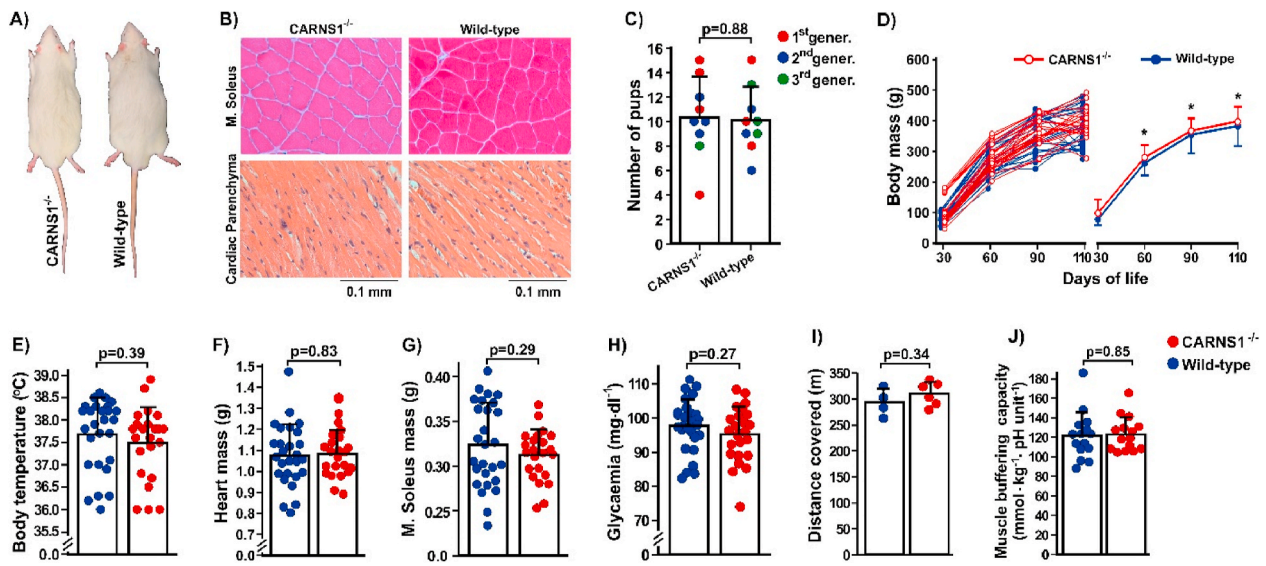 A)
CARNS1-/-
Wild-type
B)
CARNS1-/-
Wild-type
M. Soleus
Cardiac Parenchyma
0.1 mm
0.1 mm
C)
p=0.88
1st gener.
2nd gener.
3rd gener.
Number of pups
16
14
12
10
8
6
4
2
0
CARNS1-/-
Wild-type
D)
CARNS1-/-
Wild-type
Body mass (g)
600
500
400
300
200
100
0
* * *
30 60 90 110 30 60 90 110
Days of life
E)
p=0.39
Body temperature (ºC)
39.0
38.5
38.0
37.5
37.0
36.5
36.0
35.5
0.0
F)
p=0.83
Heart mass (g)
1.5
1.4
1.3
1.2
1.1
1.0
0.9
0.8
0.7
0.0
G)
p=0.29
M. Soleus mass (g)
0.40
0.35
0.30
0.25
0.20
0.0
H)
p=0.27
Glycaemia (mg·dl-1)
110
100
90
80
70
0.0
I)
p=0.34
Distance covered (m)
350
300
250
200
150
100
50
0
J)
p=0.85
Muscle buffering capacity
(mmol·kg-1· pH unit-1)
180
160
140
120
100
80
60
40
20
0.0
CARNS1-/-
Wild-type